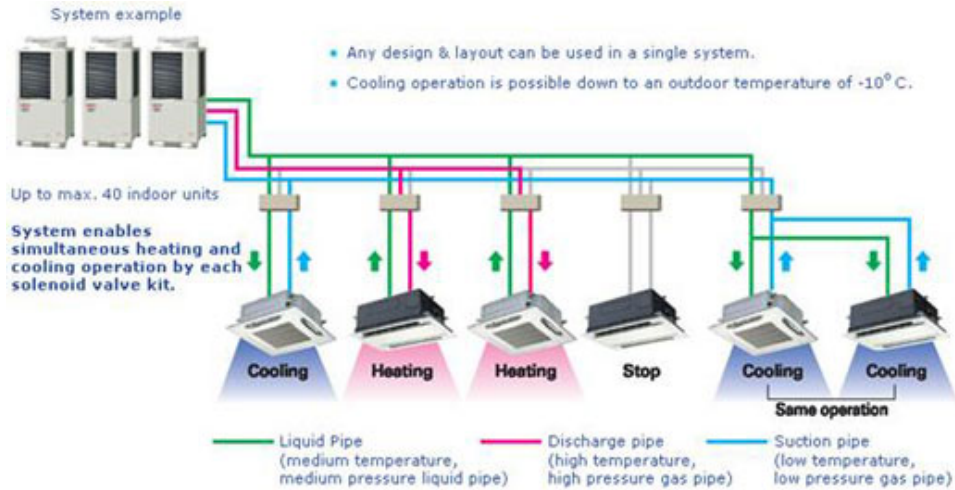 System example
• Any design & layout can be used in a single system.
• Cooling operation is possible down to an outdoor temperature of -10° C.
Up to max. 40 indoor units
System enables
simultaneous heating and
cooling operation by each
solenoid valve kit.
Cooling
Heating
Heating
Stop
Cooling
Cooling
Same operation
Liquid Pipe
(medium temperature,
medium pressure liquid pipe)
Discharge pipe
(high temperature,
high pressure gas pipe)
Suction pipe
(low temperature,
low pressure gas pipe)